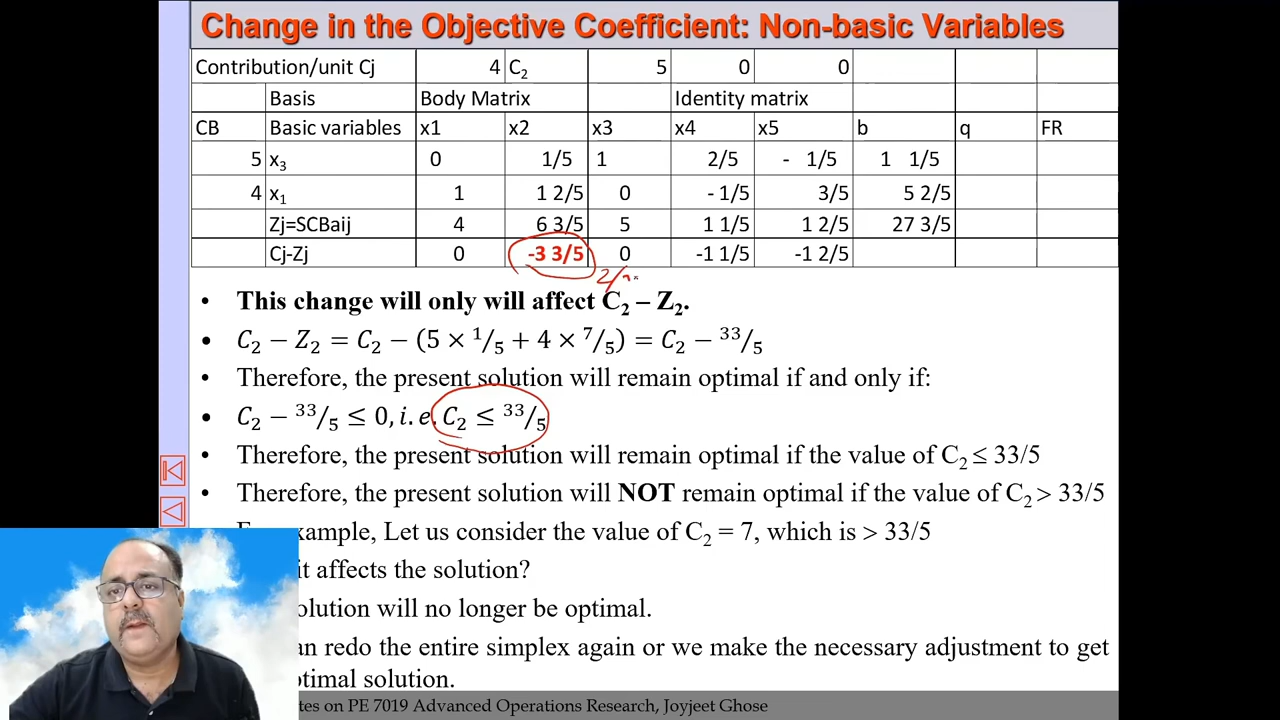 Change in the Objective Coefficient: Non-basic Variables
Contribution/unit Cj 4 C₂ 5 0 0
Basis Body Matrix Identity matrix
CB Basic variables x1 x2 x3 x4 x5 b q FR
5 x₃ 0 1/5 1 2/5 - 1/5 1 1/5
4 x₁ 1 1 2/5 0 - 1/5 3/5 5 2/5
Zj=SCBaij 4 6 3/5 5 1 1/5 1 2/5 27 3/5
Cj-Zj 0 -3 3/5 0 -1 1/5 -1 2/5
• This change will only will affect C₂ – Z₂.
• C₂ − Z₂ = C₂ − (5 × ¹/₅ + 4 × ⁷/₅) = C₂ − ³³/₅
• Therefore, the present solution will remain optimal if and only if:
• C₂ − ³³/₅ ≤ 0, i.e. C₂ ≤ ³³/₅
• Therefore, the present solution will remain optimal if the value of C₂ ≤ 33/5
• Therefore, the present solution will NOT remain optimal if the value of C₂ > 33/5
xample, Let us consider the value of C₂ = 7, which is > 33/5
it affects the solution?
olution will no longer be optimal.
an redo the entire simplex again or we make the necessary adjustment to get
timal solution.
tes on PE 7019 Advanced Operations Research, Joyjeet Ghose